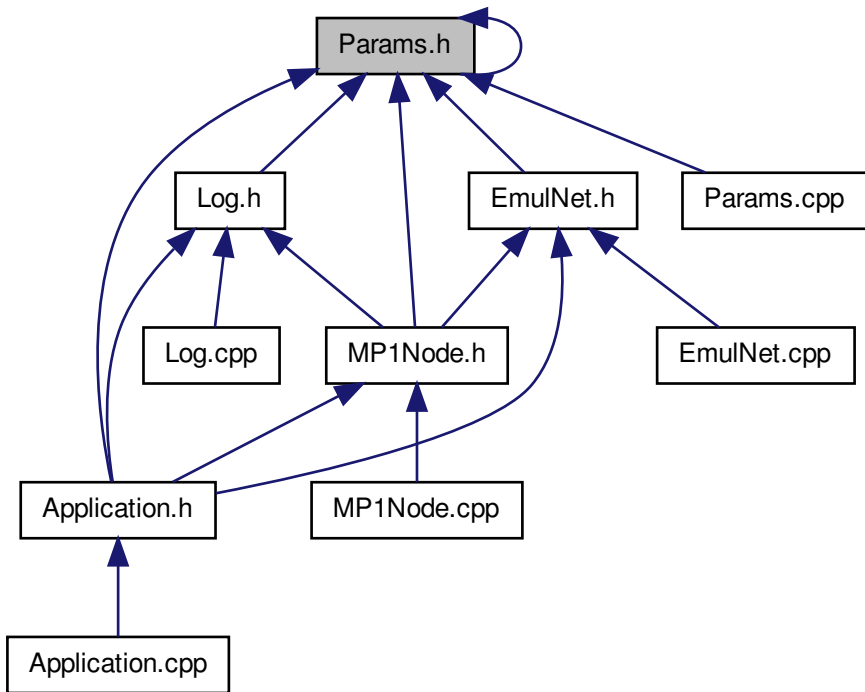 Params.h
Log.h
EmulNet.h
Params.cpp
Log.cpp
MP1Node.h
EmulNet.cpp
Application.h
MP1Node.cpp
Application.cpp